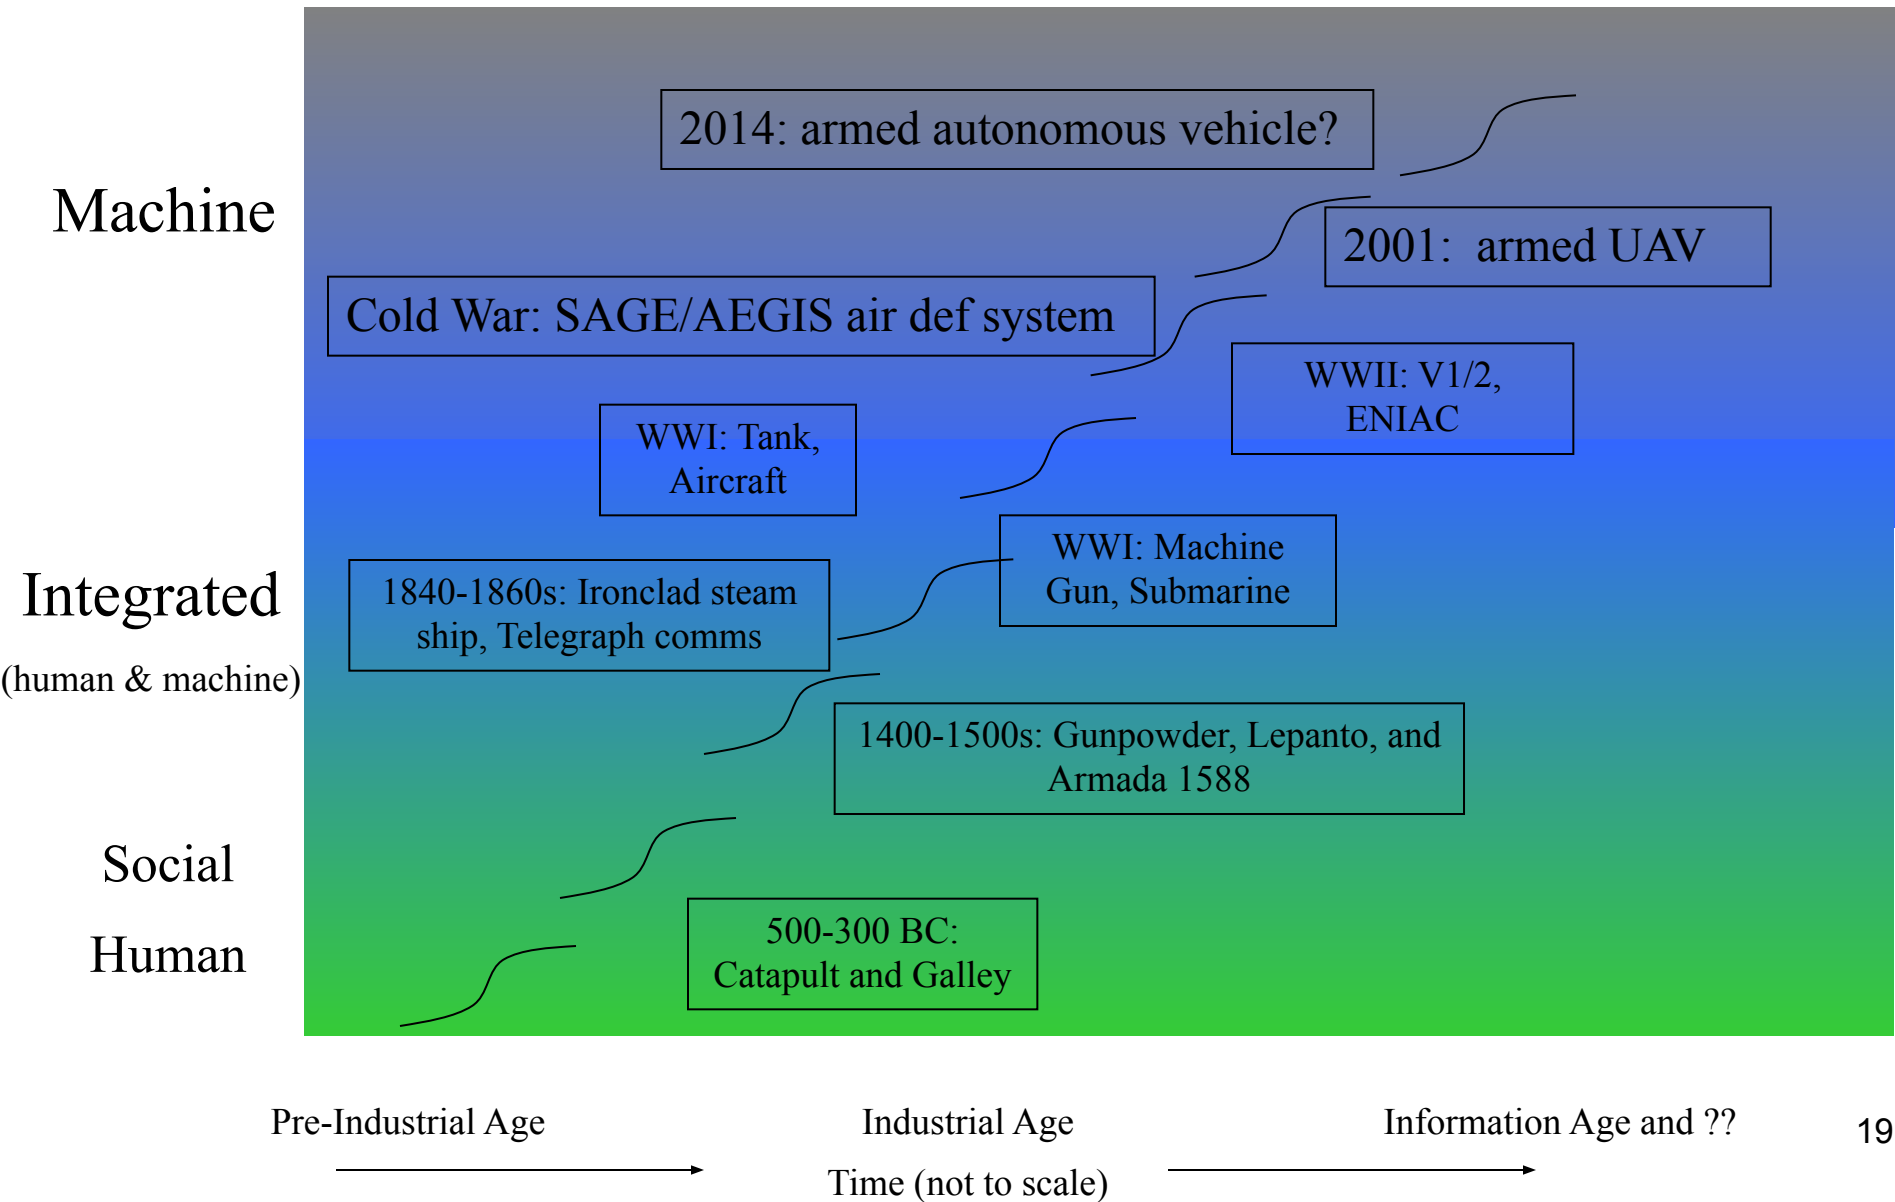 2014: armed autonomous vehicle?
Machine
2001: armed UAV
Cold War: SAGE/AEGIS air def system
WWII: V1/2,
ENIAC
WWI: Tank,
Aircraft
WWI: Machine
Gun, Submarine
Integrated
(human & machine)
1840-1860s: Ironclad steam
ship, Telegraph comms
1400-1500s: Gunpowder, Lepanto, and
Armada 1588
Social
Human
500-300 BC:
Catapult and Galley
Pre-Industrial Age
Industrial Age
Information Age and ??
19
Time (not to scale)